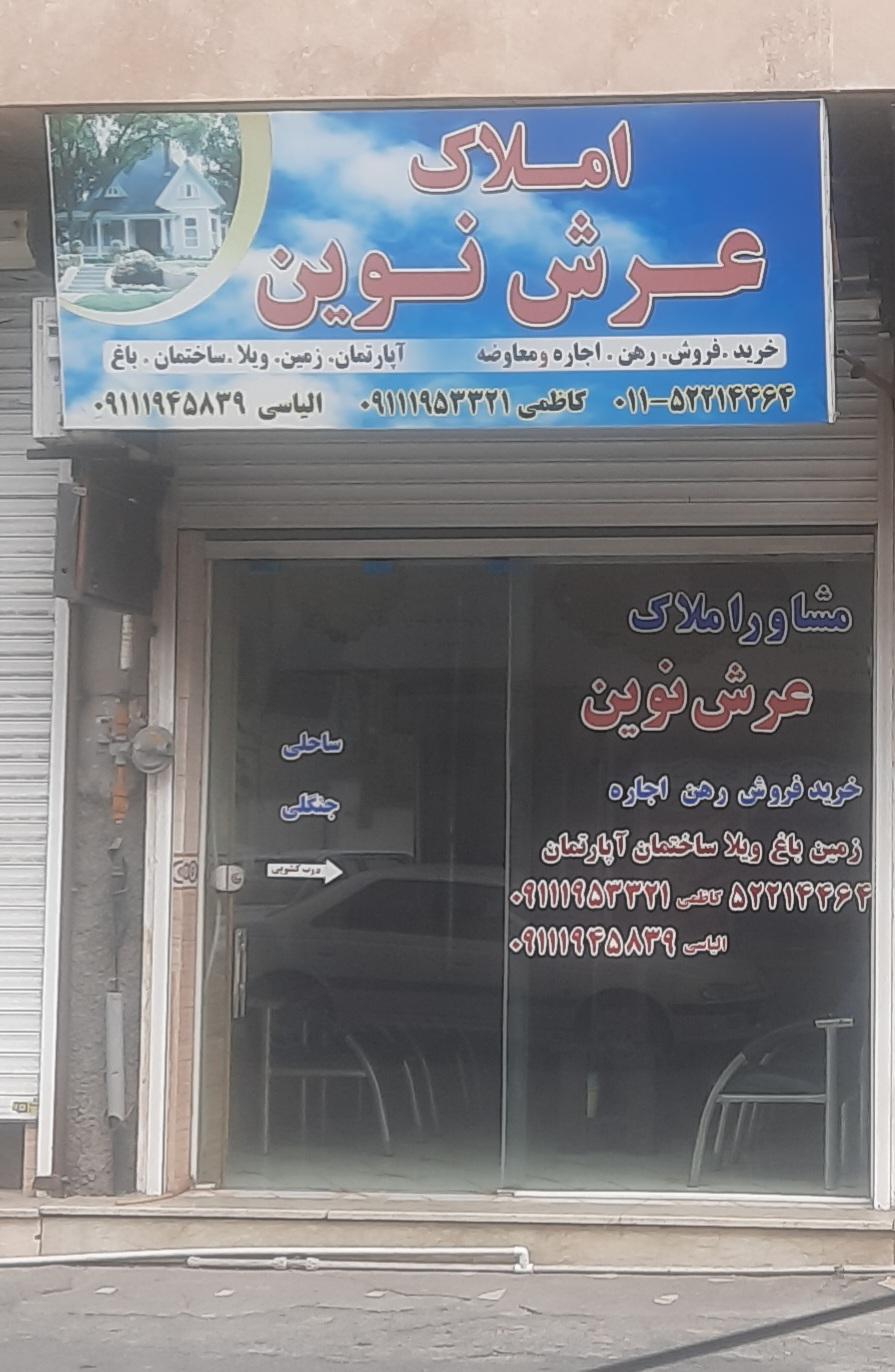 املاک
عرش نوین
خرید .فروش. رهن . اجاره ومعاوضه آپارتمان. زمین. ویلا .ساختمان . باغ
۰۱۱-۵۲۲۱۴۴۶۴ کاظمی ۰۹۱۱۱۹۵۳۳۲۱ الیاسی ۰۹۱۱۱۹۴۵۸۳۹
مشاور املاک
عرش نوین
خرید فروش رهن اجاره
زمین باغ ویلا ساختمان آپارتمان
۵۲۲۱۴۴۶۴ کاظمی ۰۹۱۱۱۹۵۳۳۲۱
الیاسی ۰۹۱۱۱۹۴۵۸۳۹
ساحلی
جنگلی
درب کشویی